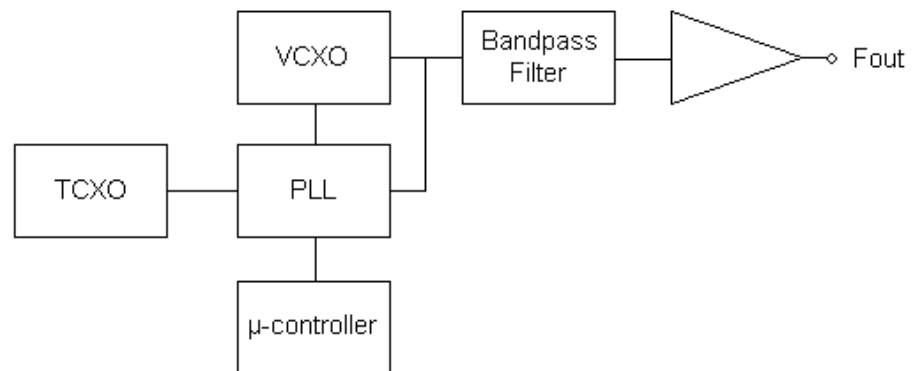 VCXO
Bandpass
Filter
Fout
TCXO
PLL
µ-controller